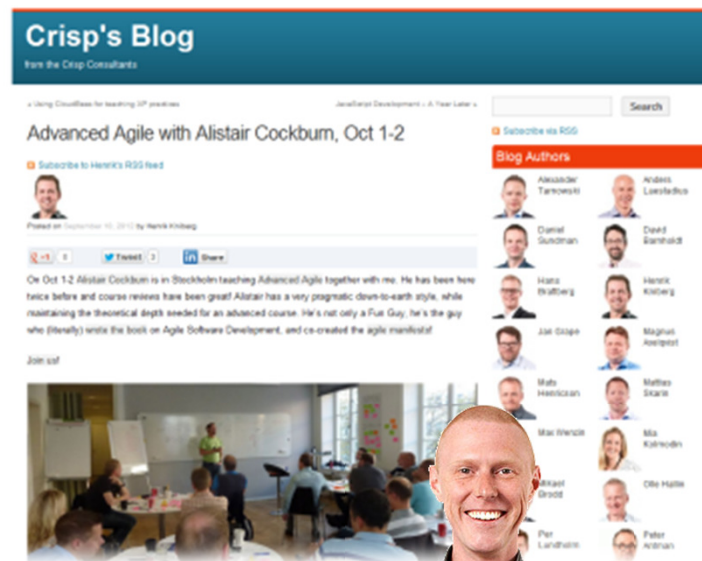 Crisp's Blog
from the Crisp Consultants
« Using CloudBees for teaching XP practices
JavaScript Development – A Year Later »
Search
Advanced Agile with Alistair Cockburn, Oct 1-2
Subscribe via RSS
Blog Authors
Subscribe to Henrik's RSS feed
Posted on September 10, 2012 by Henrik Kniberg
+1
Tweet 3
in Share
On Oct 1-2 Alistair Cockburn is in Stockholm teaching Advanced Agile together with me. He has been here
twice before and course reviews have been great! Alistair has a very pragmatic down-to-earth style, while
maintaining the theoretical depth needed for an advanced course. He's not only a Fun Guy, he's the guy
who (literally) wrote the book on Agile Software Development, and co-created the agile manifesto!
Join us!
Alexander
Tarnowski
Anders
Laestadius
Daniel
Sundman
David
Barnholdt
Hans
Brattberg
Henrik
Kniberg
Jan Grape
Magnus
Mats
Henricson
Mattias
Skarin
Max Wenzin
Mia
Kolmodin
Mikael
Brodd
Olle Hallin
Per
Lundholm
Peter
Antman